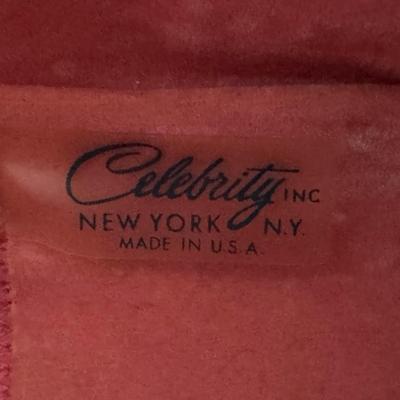 Celebrity INC
NEW YORK N.Y.
MADE IN U.S.A.